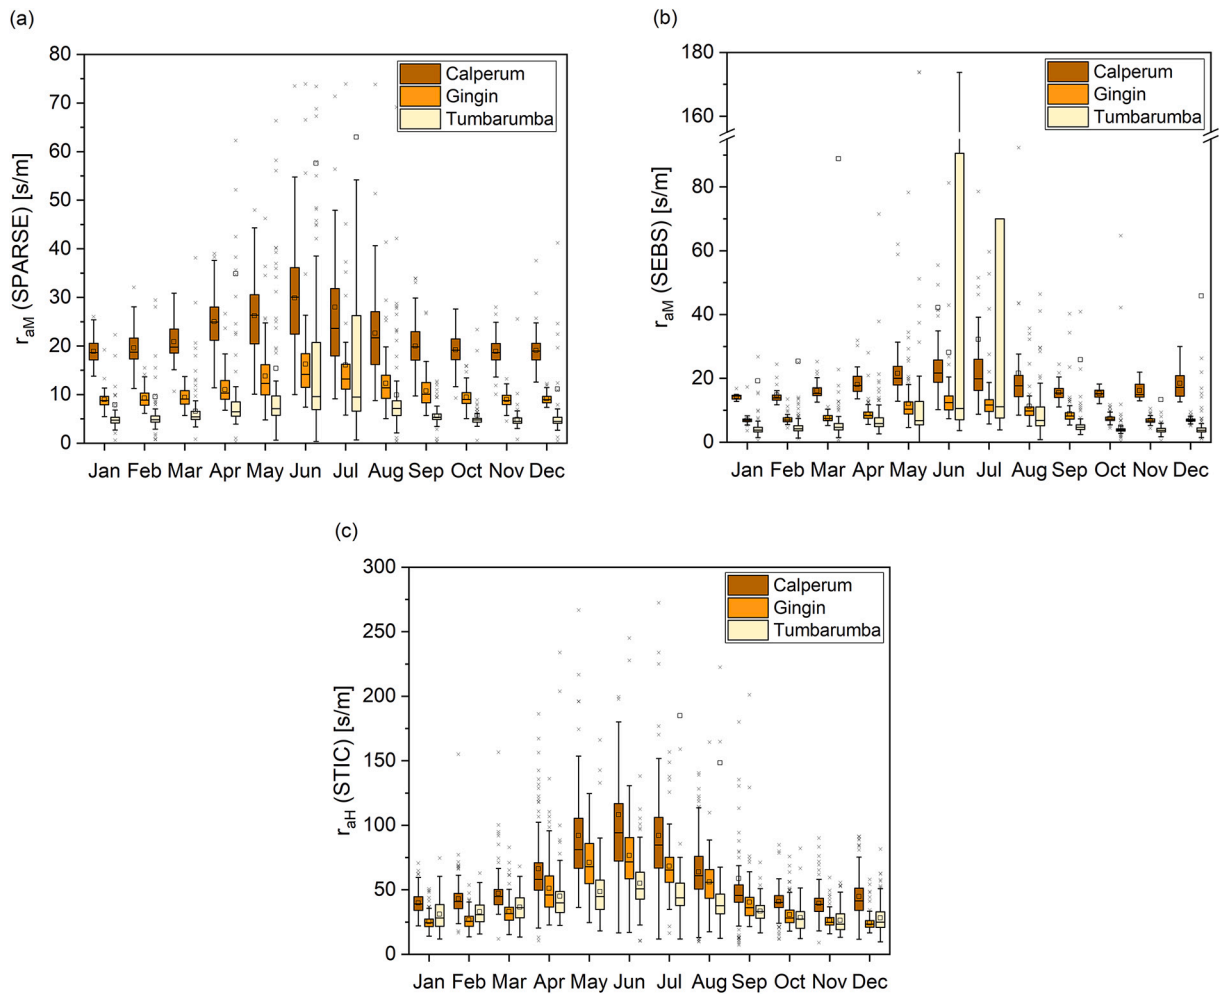 (a)
80
70
60
50
40
30
20
10
0
raM (SPARSE) [s/m]
Calperum
Gingin
Tumbarumba
Jan Feb Mar Apr May Jun Jul Aug Sep Oct Nov Dec
(b)
180
160
80
60
40
20
0
raM (SEBS) [s/m]
Calperum
Gingin
Tumbarumba
Jan Feb Mar Apr May Jun Jul Aug Sep Oct Nov Dec
(c)
300
250
200
150
100
50
0
raH (STIC) [s/m]
Calperum
Gingin
Tumbarumba
Jan Feb Mar Apr May Jun Jul Aug Sep Oct Nov Dec